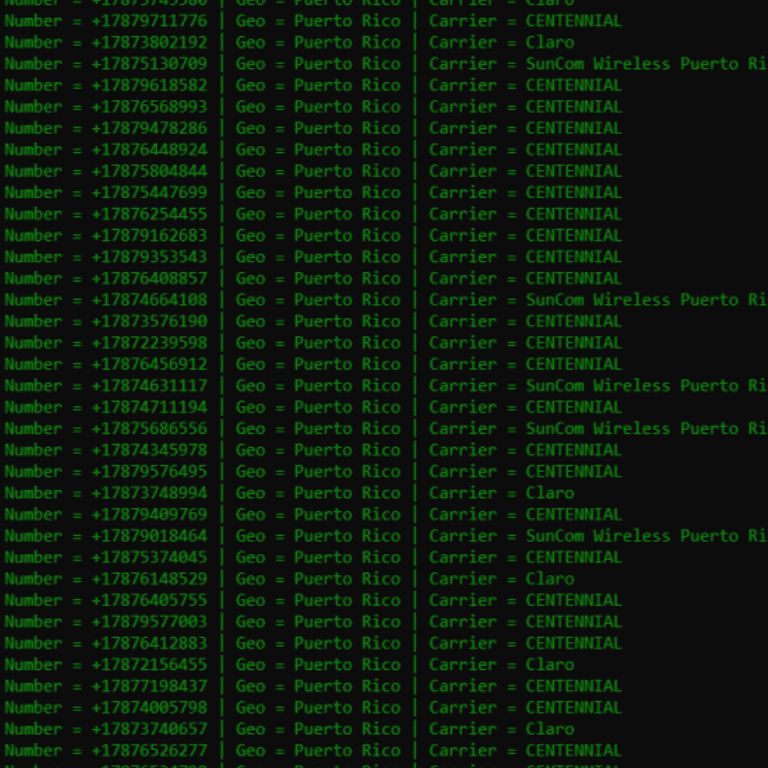 Number = +17879711776 | Geo = Puerto Rico | Carrier = CENTENNIAL
Number = +17873802192 | Geo = Puerto Rico | Carrier = Claro
Number = +17875130709 | Geo = Puerto Rico | Carrier = SunCom Wireless Puerto Ri
Number = +17879618582 | Geo = Puerto Rico | Carrier = CENTENNIAL
Number = +17876568993 | Geo = Puerto Rico | Carrier = CENTENNIAL
Number = +17879478286 | Geo = Puerto Rico | Carrier = CENTENNIAL
Number = +17876448924 | Geo = Puerto Rico | Carrier = CENTENNIAL
Number = +17875804844 | Geo = Puerto Rico | Carrier = CENTENNIAL
Number = +17875447699 | Geo = Puerto Rico | Carrier = CENTENNIAL
Number = +17876254455 | Geo = Puerto Rico | Carrier = CENTENNIAL
Number = +17879162683 | Geo = Puerto Rico | Carrier = CENTENNIAL
Number = +17879353543 | Geo = Puerto Rico | Carrier = CENTENNIAL
Number = +17876408857 | Geo = Puerto Rico | Carrier = CENTENNIAL
Number = +17874664108 | Geo = Puerto Rico | Carrier = SunCom Wireless Puerto Ri
Number = +17873576190 | Geo = Puerto Rico | Carrier = CENTENNIAL
Number = +17872239598 | Geo = Puerto Rico | Carrier = CENTENNIAL
Number = +17876456912 | Geo = Puerto Rico | Carrier = CENTENNIAL
Number = +17874631117 | Geo = Puerto Rico | Carrier = SunCom Wireless Puerto Ri
Number = +17874711194 | Geo = Puerto Rico | Carrier = CENTENNIAL
Number = +17875686556 | Geo = Puerto Rico | Carrier = SunCom Wireless Puerto Ri
Number = +17874345978 | Geo = Puerto Rico | Carrier = CENTENNIAL
Number = +17879576495 | Geo = Puerto Rico | Carrier = CENTENNIAL
Number = +17873748994 | Geo = Puerto Rico | Carrier = Claro
Number = +17879409769 | Geo = Puerto Rico | Carrier = CENTENNIAL
Number = +17879018464 | Geo = Puerto Rico | Carrier = SunCom Wireless Puerto Ri
Number = +17875374045 | Geo = Puerto Rico | Carrier = CENTENNIAL
Number = +17876148529 | Geo = Puerto Rico | Carrier = Claro
Number = +17876405755 | Geo = Puerto Rico | Carrier = CENTENNIAL
Number = +17879577003 | Geo = Puerto Rico | Carrier = CENTENNIAL
Number = +17876412883 | Geo = Puerto Rico | Carrier = CENTENNIAL
Number = +17872156455 | Geo = Puerto Rico | Carrier = Claro
Number = +17877198437 | Geo = Puerto Rico | Carrier = CENTENNIAL
Number = +17874005798 | Geo = Puerto Rico | Carrier = CENTENNIAL
Number = +17873740657 | Geo = Puerto Rico | Carrier = Claro
Number = +17876526277 | Geo = Puerto Rico | Carrier = CENTENNIAL